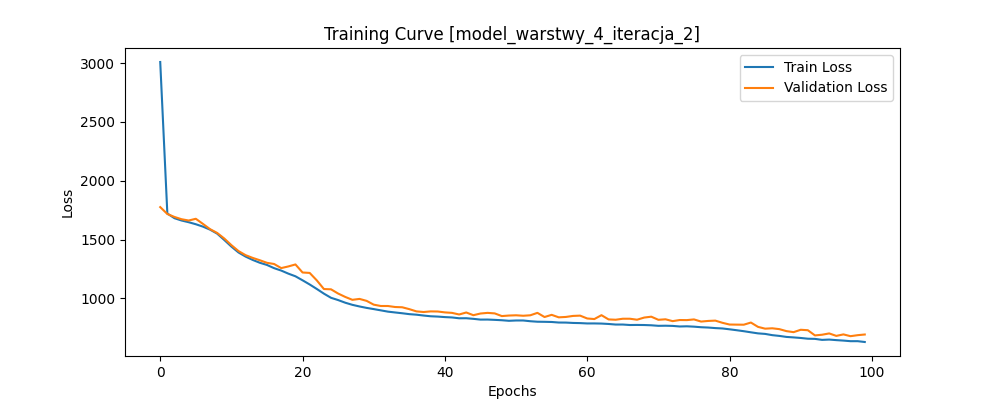 Training Curve [model_warstwy_4_iteracja_2]
Train Loss
Validation Loss
3000
2500
2000
1500
1000
Loss
0
20
40
60
80
100
Epochs